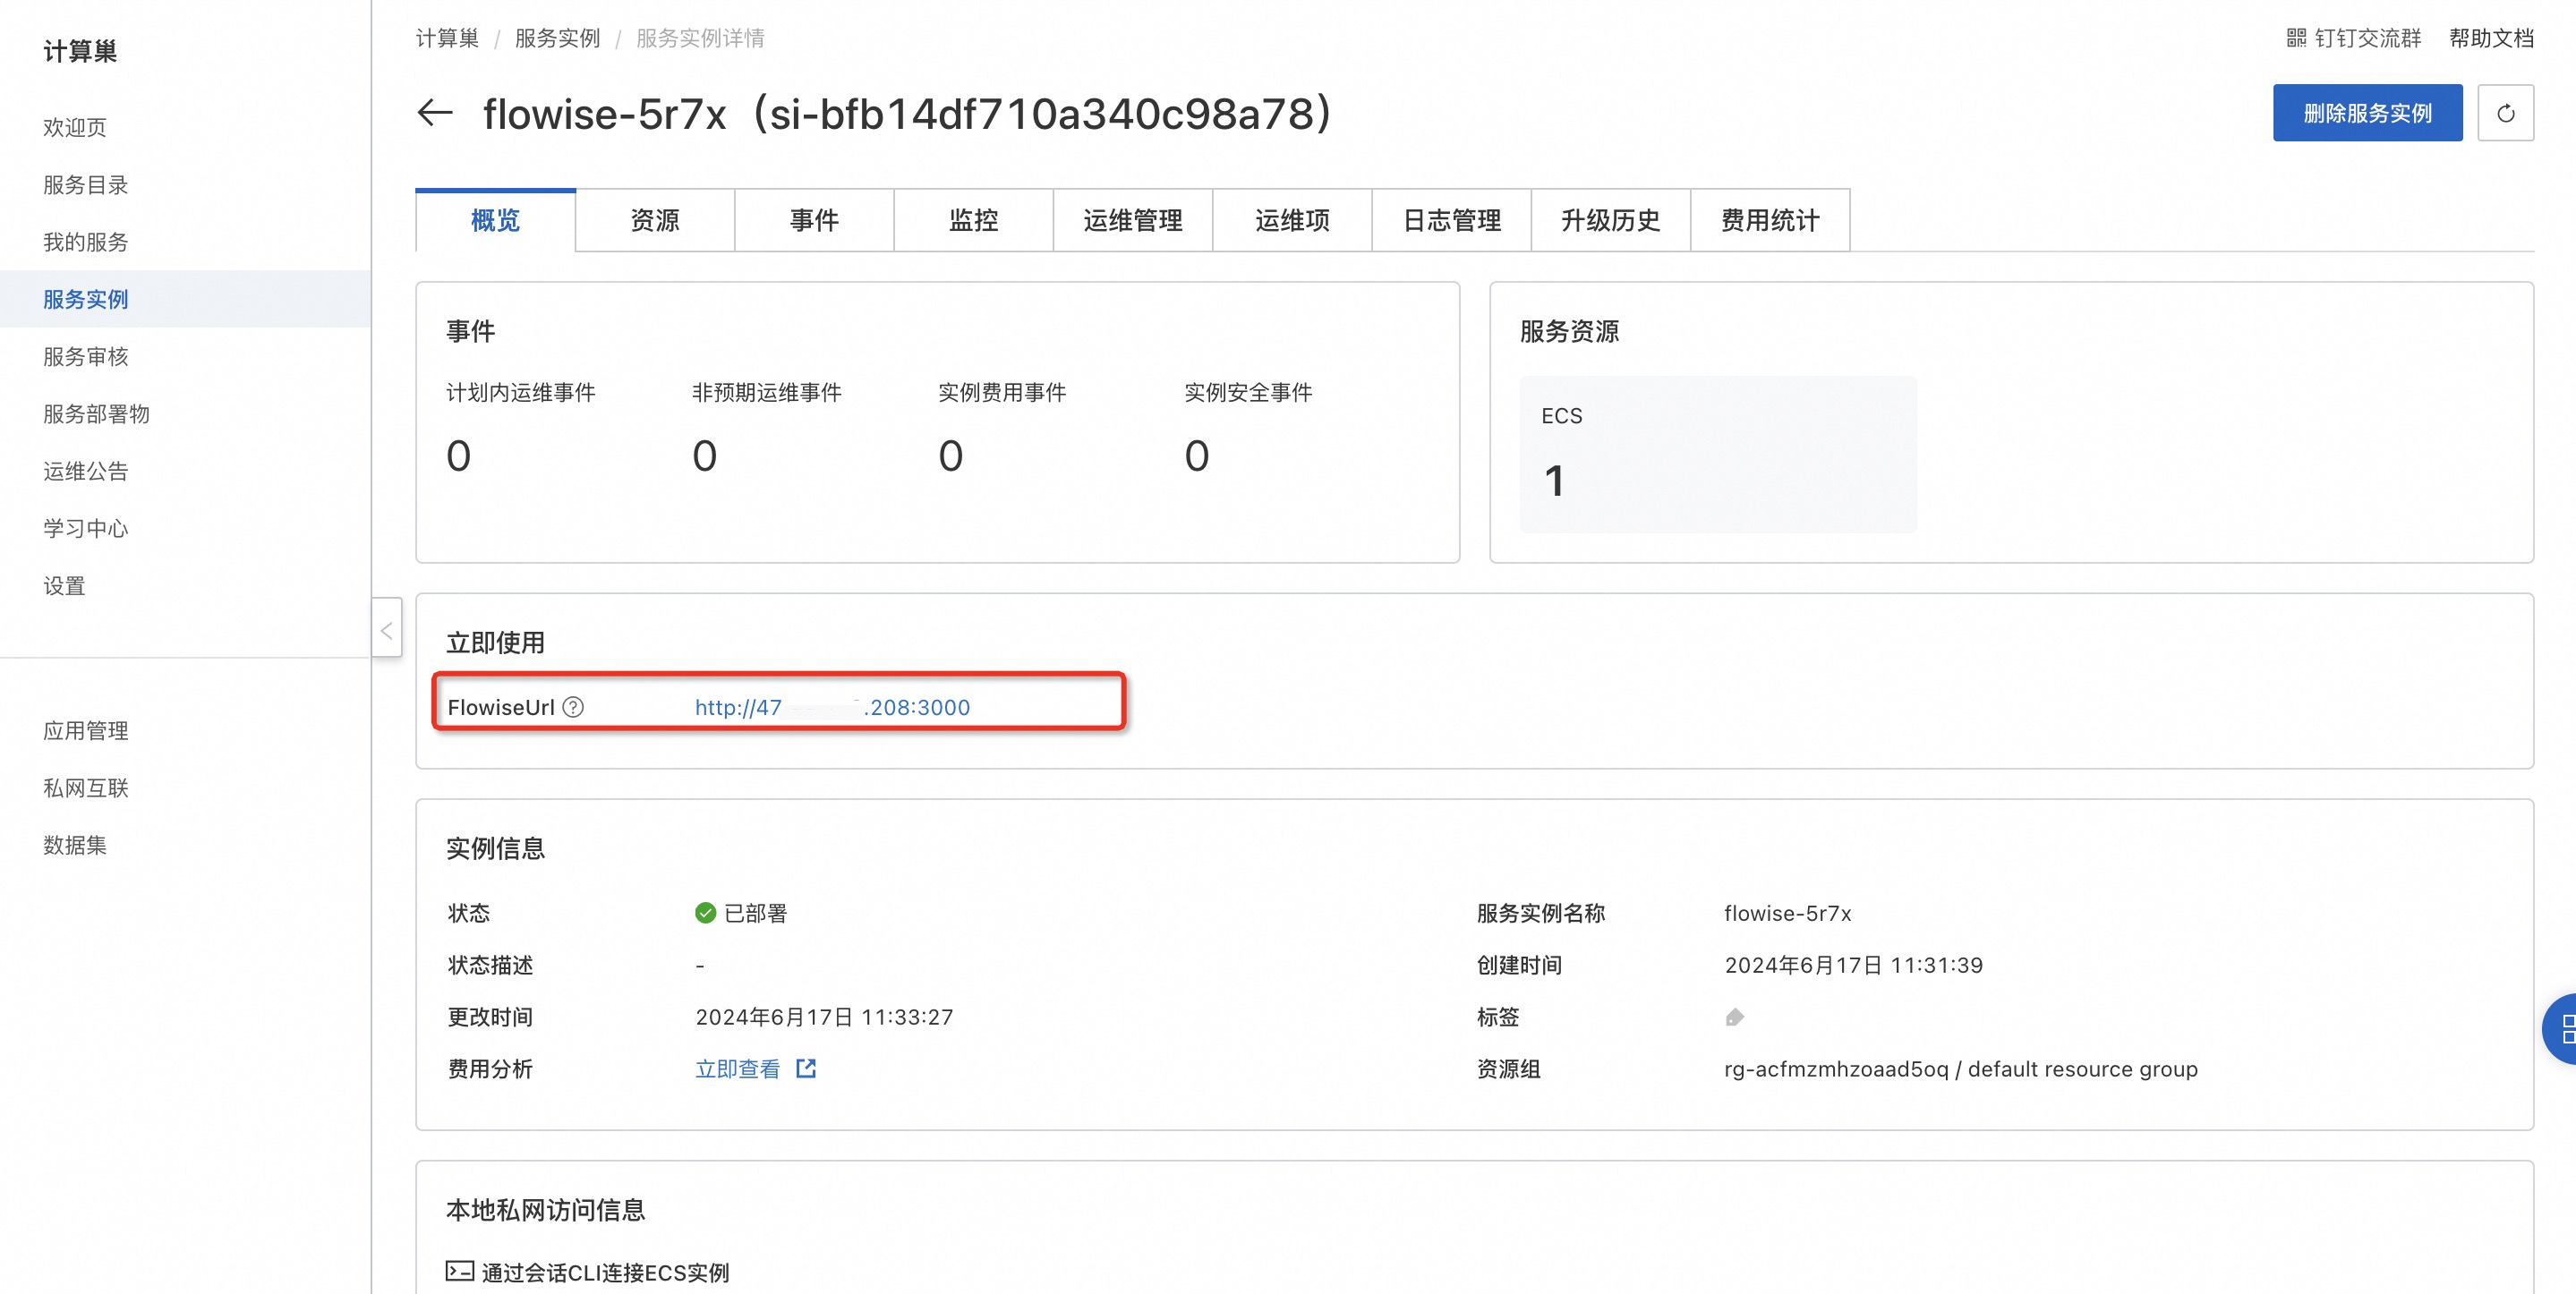 计算巢
欢迎页
服务目录
我的服务
服务实例
服务审核
服务部署物
运维公告
学习中心
设置
应用管理
私网互联
数据集
计算巢 / 服务实例 / 服务实例详情
钉钉交流群 帮助文档
flowise-5r7x（si-bfb14df710a340c98a78）
删除服务实例
概览 资源 事件 监控 运维管理 运维项 日志管理 升级历史 费用统计
事件
计划内运维事件 非预期运维事件 实例费用事件 实例安全事件
0 0 0 0
服务资源
ECS
1
立即使用
FlowiseUrl http://47 .208:3000
实例信息
状态 已部署
服务实例名称 flowise-5r7x
状态描述 -
创建时间 2024年6月17日 11:31:39
更改时间 2024年6月17日 11:33:27
标签
费用分析 立即查看
资源组 rg-acfmzmhzoaad5oq / default resource group
本地私网访问信息
通过会话CLI连接ECS实例